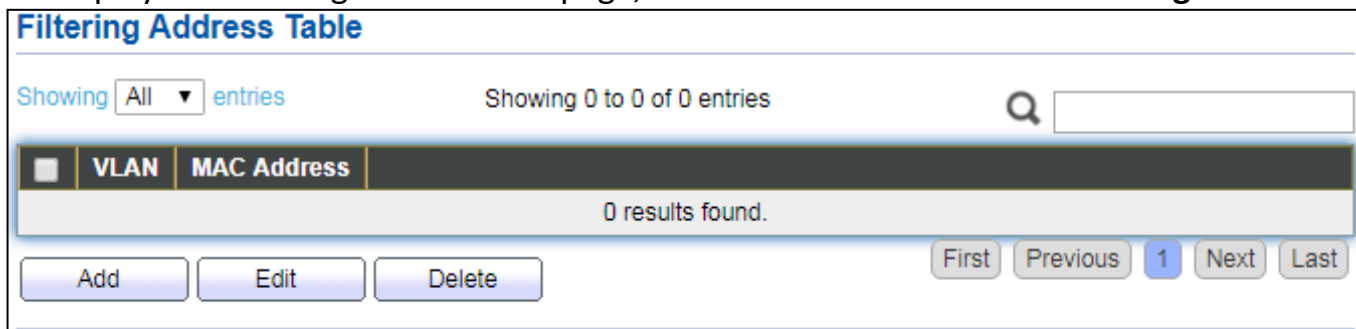 Filtering Address Table
Showing All entries Showing 0 to 0 of 0 entries
VLAN MAC Address
0 results found.
Add Edit Delete First Previous 1 Next Last